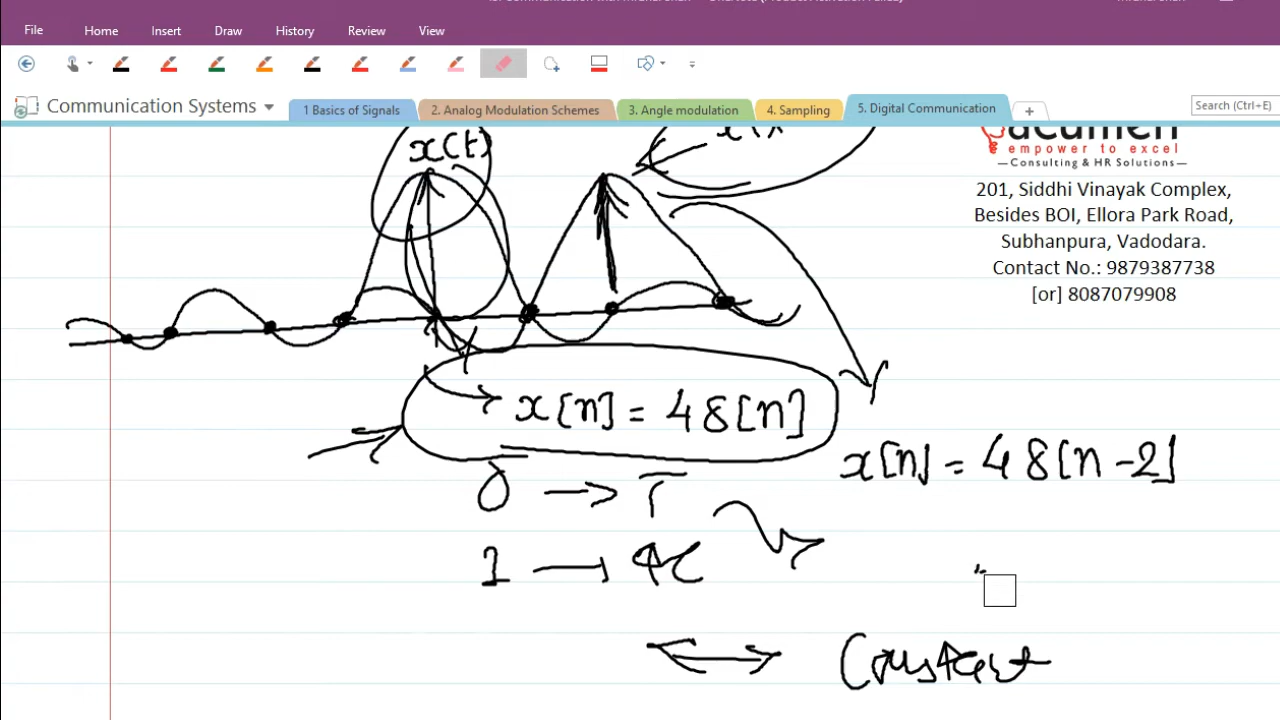 File Home Insert Draw History Review View
Communication Systems 1 Basics of Signals 2. Analog Modulation Schemes 3. Angle modulation 4. Sampling 5. Digital Communication Search (Ctrl+E)
acumen
empower to excel
Consulting & HR Solutions
201, Siddhi Vinayak Complex,
Besides BOI, Ellora Park Road,
Subhanpura, Vadodara.
Contact No.: 9879387738
[or] 8087079908
x(t)
x[n] = 4δ[n]
x[n] = 4δ[n-2]
1 → 4
Constant